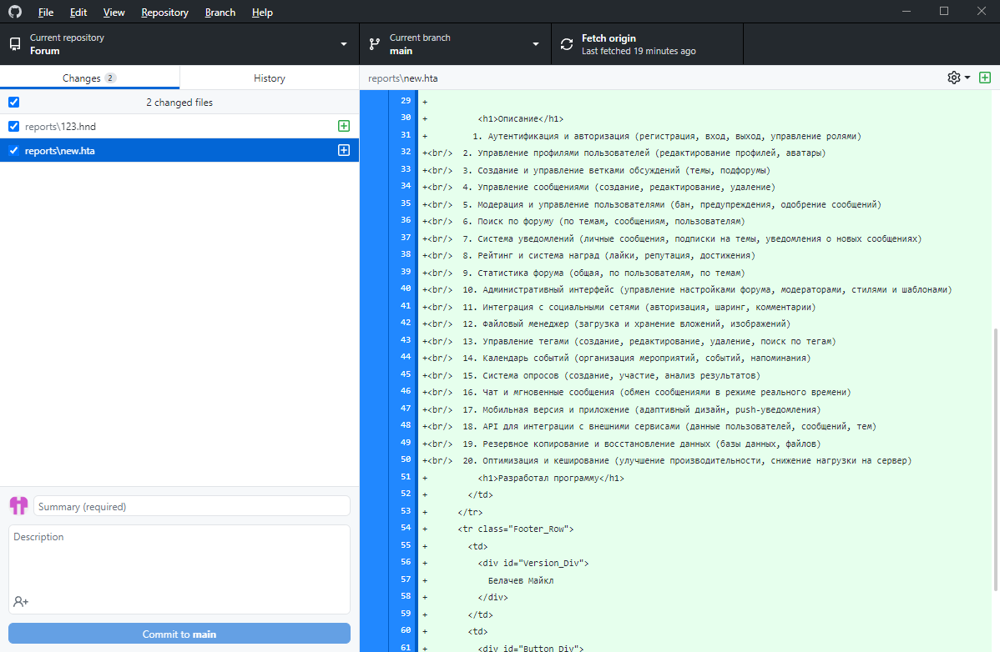 File Edit View Repository Branch Help
Current repository
Forum
Current branch
main
Fetch origin
Last fetched 19 minutes ago
Changes 2
History
reports\new.hta
2 changed files
reports\123.hnd
reports\new.hta
Summary (required)
Description
Commit to main
29 +
30 + <h1>Описание</h1>
31 + 1. Аутентификация и авторизация (регистрация, вход, выход, управление ролями)
32 +<br/> 2. Управление профилями пользователей (редактирование профилей, аватары)
33 +<br/> 3. Создание и управление ветками обсуждений (темы, подфорумы)
34 +<br/> 4. Управление сообщениями (создание, редактирование, удаление)
35 +<br/> 5. Модерация и управление пользователями (бан, предупреждения, одобрение сообщений)
36 +<br/> 6. Поиск по форуму (по темам, сообщениям, пользователям)
37 +<br/> 7. Система уведомлений (личные сообщения, подписки на темы, уведомления о новых сообщениях)
38 +<br/> 8. Рейтинг и система наград (лайки, репутация, достижения)
39 +<br/> 9. Статистика форума (общая, по пользователям, по темам)
40 +<br/> 10. Административный интерфейс (управление настройками форума, модераторами, стилями и шаблонами)
41 +<br/> 11. Интеграция с социальными сетями (авторизация, шаринг, комментарии)
42 +<br/> 12. Файловый менеджер (загрузка и хранение вложений, изображений)
43 +<br/> 13. Управление тегами (создание, редактирование, удаление, поиск по тегам)
44 +<br/> 14. Календарь событий (организация мероприятий, событий, напоминания)
45 +<br/> 15. Система опросов (создание, участие, анализ результатов)
46 +<br/> 16. Чат и мгновенные сообщения (обмен сообщениями в режиме реального времени)
47 +<br/> 17. Мобильная версия и приложение (адаптивный дизайн, push-уведомления)
48 +<br/> 18. API для интеграции с внешними сервисами (данные пользователей, сообщений, тем)
49 +<br/> 19. Резервное копирование и восстановление данных (базы данных, файлов)
50 +<br/> 20. Оптимизация и кеширование (улучшение производительности, снижение нагрузки на сервер)
51 + <h1>Разработал программу</h1>
52 + </td>
53 + </tr>
54 + <tr class="Footer_Row">
55 + <td>
56 + <div id="Version_Div">
57 + Белачев Майкл
58 + </div>
59 + </td>
60 + <td>
61 + <div id="Button_Div">